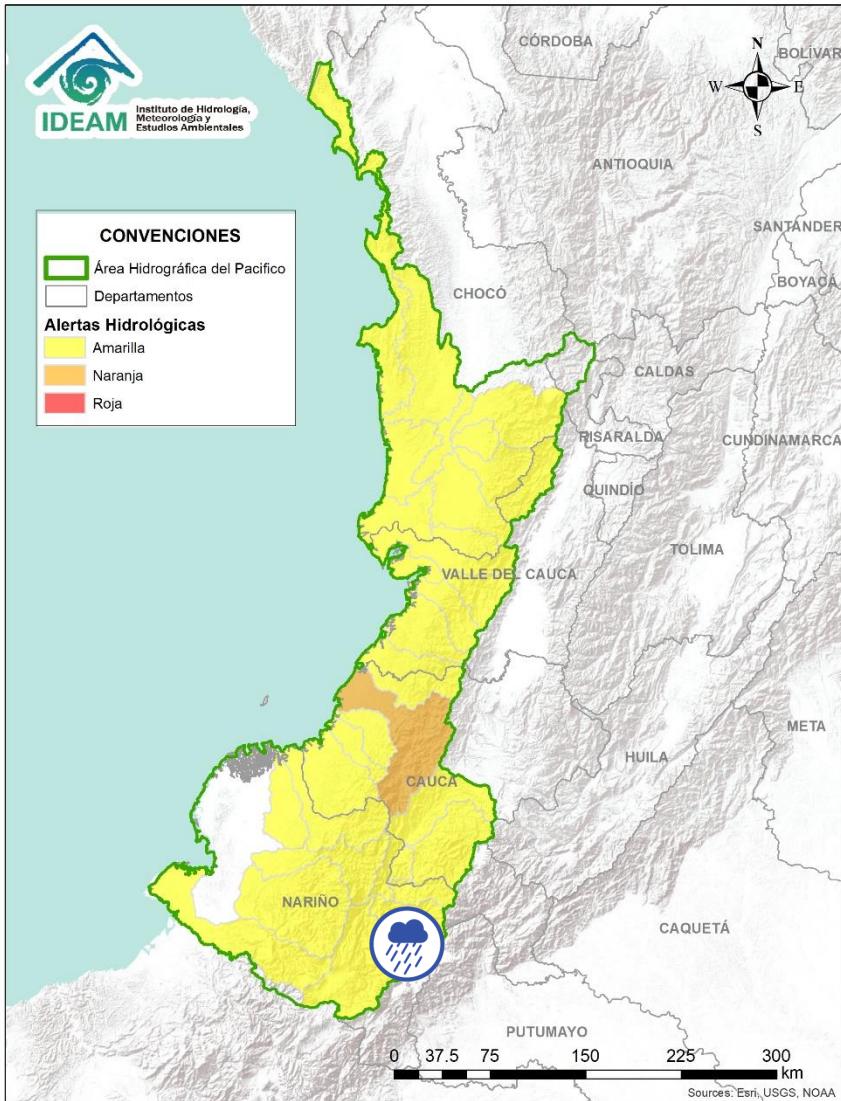 IDEAM
Instituto de Hidrología,
Meteorología y
Estudios Ambientales
N
W
E
S
CÓRDOBA
BOLÍVAR
ANTIOQUIA
SANTANDER
BOYACÁ
CHOCÓ
CALDAS
RISARALDA
CUNDINAMARCA
QUINDÍO
TOLIMA
VALLE DEL CAUCA
META
HUILA
CAUCA
NARIÑO
CAQUETÁ
PUTUMAYO
CONVENCIONES
Área Hidrográfica del Pacifico
Departamentos
Alertas Hidrológicas
Amarilla
Naranja
Roja
0 37.5 75 150 225 300
km
Sources: Esri, USGS, NOAA